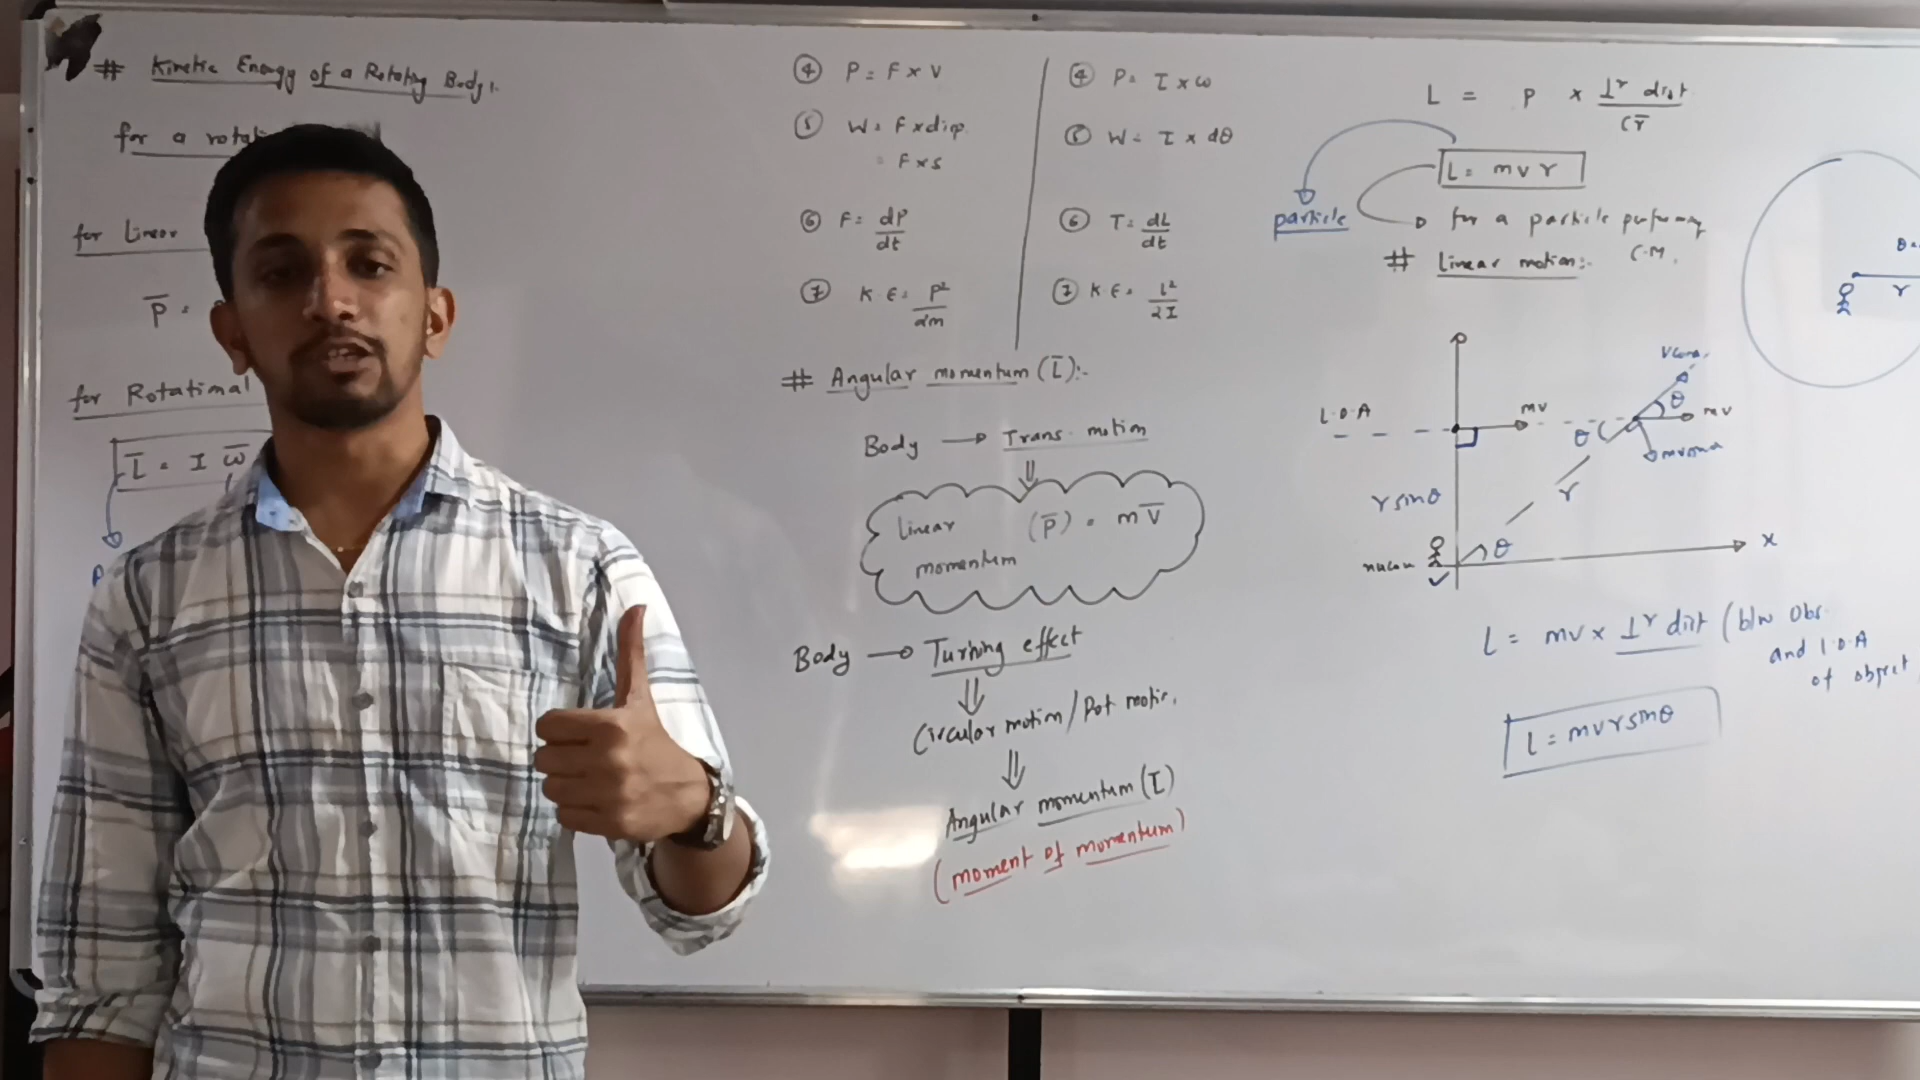 # Kinetic Energy of a Rotating Body:
for a
for Linear
P̅ =
for Rotational
L̅ = I ω̅
④ P = F × V
⑤ W = F × disp.
= F × s
⑥ F = dP/dt
⑦ K.E = P²/2m
④ P = τ × ω
⑤ W = τ × dθ
⑥ τ = dL/dt
⑦ K.E = L²/2I
# Angular momentum (L̅):-
Body → Trans. motion
⇓
linear (P̅) = mV̅
momentum
Body → Turning effect
⇓
Circular motion / Rot motio.
⇓
Angular momentum (L̅)
(moment of momentum)
L = P × ⊥r dist
(r̅
L = m v r
particle
for a particle performing
C.M.
# Linear motion:-
r
L.O.A
mv
θ
θ
mv
r sinθ
r
θ
x
L = mv × ⊥r dist (b/w Obs.
and L.O.A
of object
L = mvr sinθ